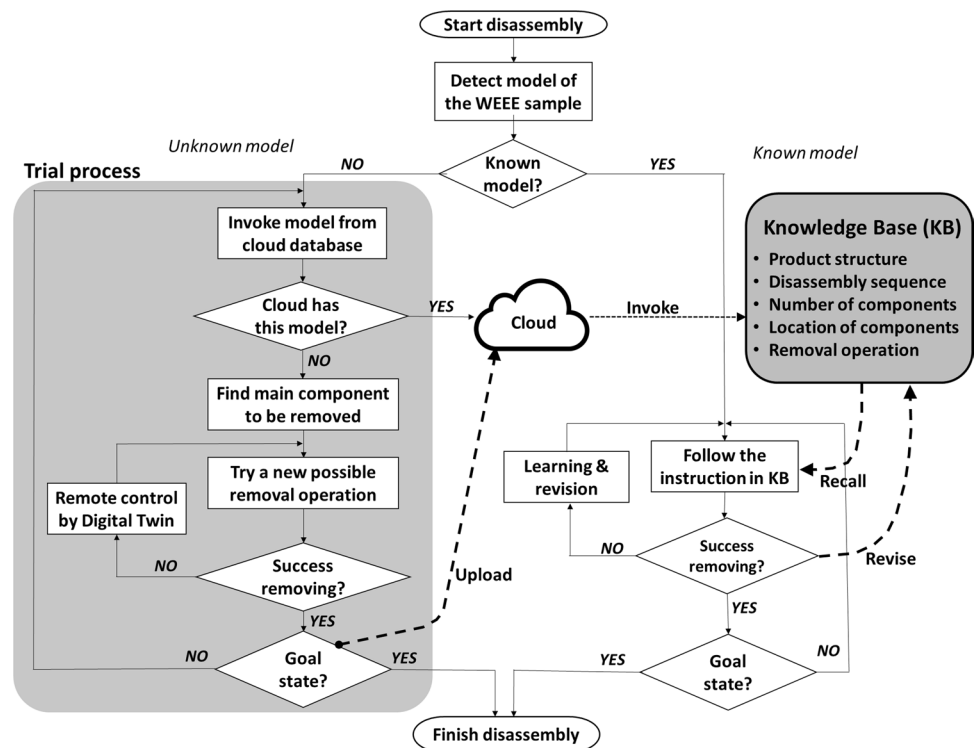 Start disassembly
Detect model of
the WEEE sample
Unknown model
Known model
NO
Known
model?
YES
Trial process
Invoke model from
cloud database
Knowledge Base (KB)
• Product structure
• Disassembly sequence
• Number of components
• Location of components
• Removal operation
Cloud has
this model?
YES
Cloud
Invoke
NO
Find main component
to be removed
Try a new possible
removal operation
Remote control
by Digital Twin
Learning &
revision
Follow the
instruction in KB
Recall
NO
Success
removing?
Upload
NO
Success
removing?
Revise
YES
YES
NO
Goal
state?
YES
YES
Goal
state?
NO
Finish disassembly